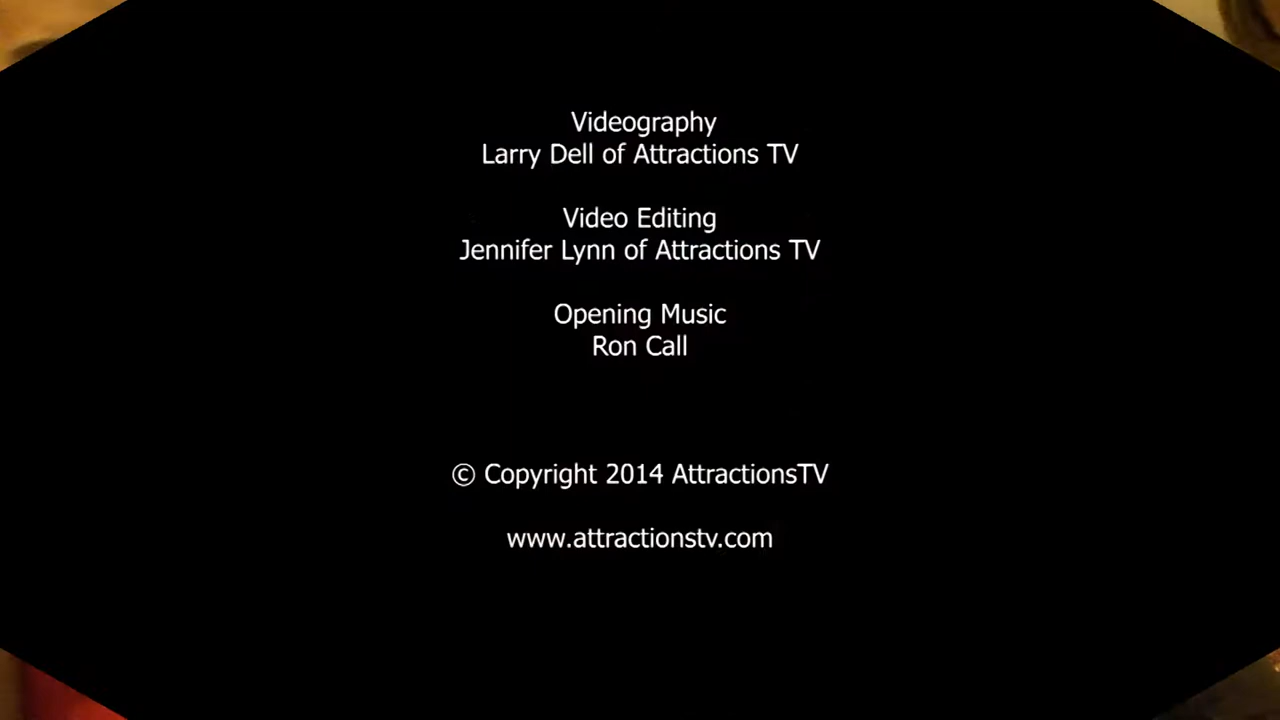 Videography
Larry Dell of Attractions TV
Video Editing
Jennifer Lynn of Attractions TV
Opening Music
Ron Call
© Copyright 2014 AttractionsTV
www.attractionstv.com